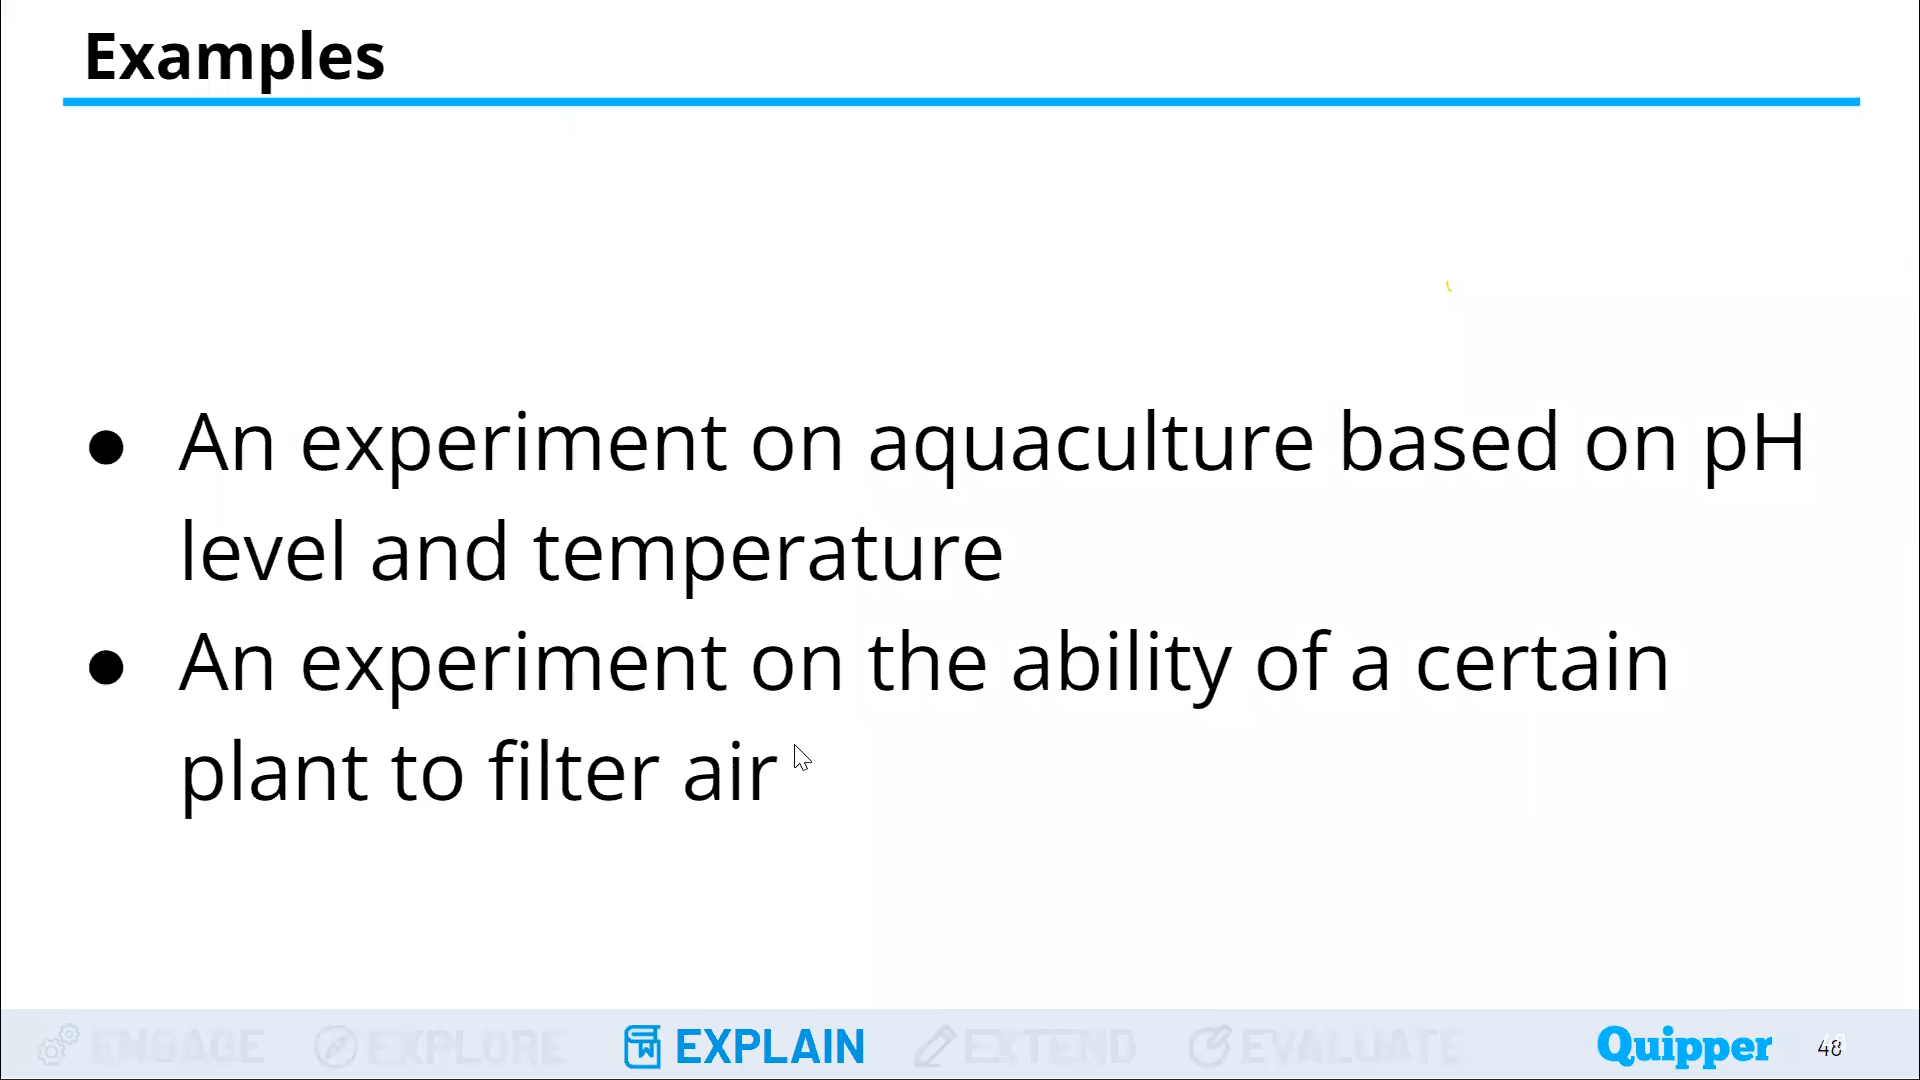 Examples
● An experiment on aquaculture based on pH
level and temperature
● An experiment on the ability of a certain
plant to filter air
ENGAGE EXPLORE EXPLAIN EXTEND EVALUATE Quipper 48